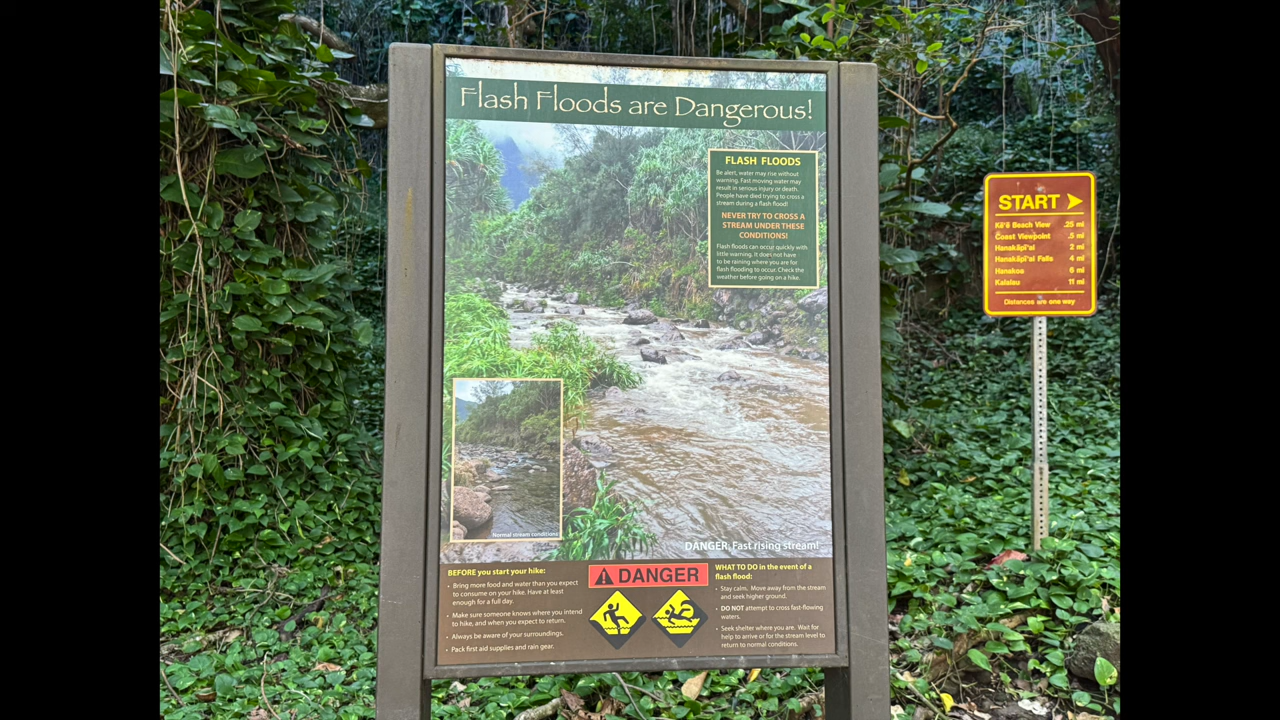 Flash Floods are Dangerous!
FLASH FLOODS
Be alert, water may rise without
warning. Fast moving water may
result in serious injury or death.
People have died trying to cross a
stream during a flash flood!
NEVER TRY TO CROSS A
STREAM UNDER THESE
CONDITIONS!
Flash floods can occur quickly with
little warning. It does not have
to be raining where you are for
flash flooding to occur. Check the
weather before going on a hike.
Normal stream conditions
DANGER: Fast rising stream!
BEFORE you start your hike:
• Bring more food and water than you expect
to consume on your hike. Have at least
enough for a full day.
• Make sure someone knows where you intend
to hike, and when you expect to return.
• Always be aware of your surroundings.
• Pack first aid supplies and rain gear.
DANGER
WHAT TO DO in the event of a
flash flood:
• Stay calm. Move away from the stream
and seek higher ground.
• DO NOT attempt to cross fast-flowing
waters.
• Seek shelter where you are. Wait for
help to arrive or for the stream level to
return to normal conditions.
START
Kēʻē Beach View .25 mi
Coast Viewpoint .5 mi
Hanakāpīʻai 2 mi
Hanakāpīʻai Falls 4 mi
Hanakoa 6 mi
Kalalau 11 mi
Distances are one way